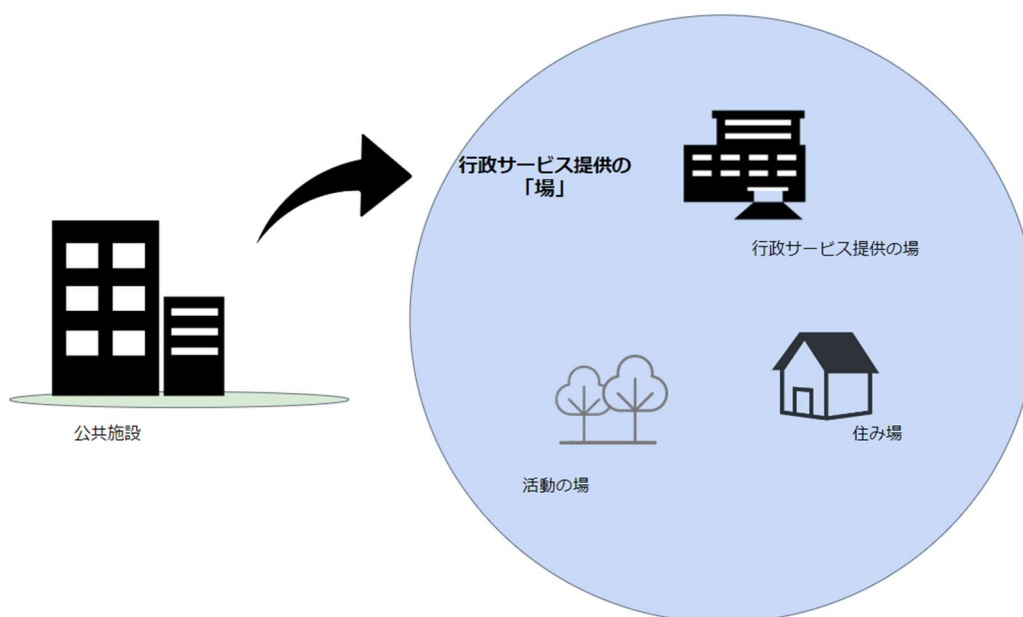 行政サービス提供の
「場」
行政サービス提供の場
公共施設
住み場
活動の場